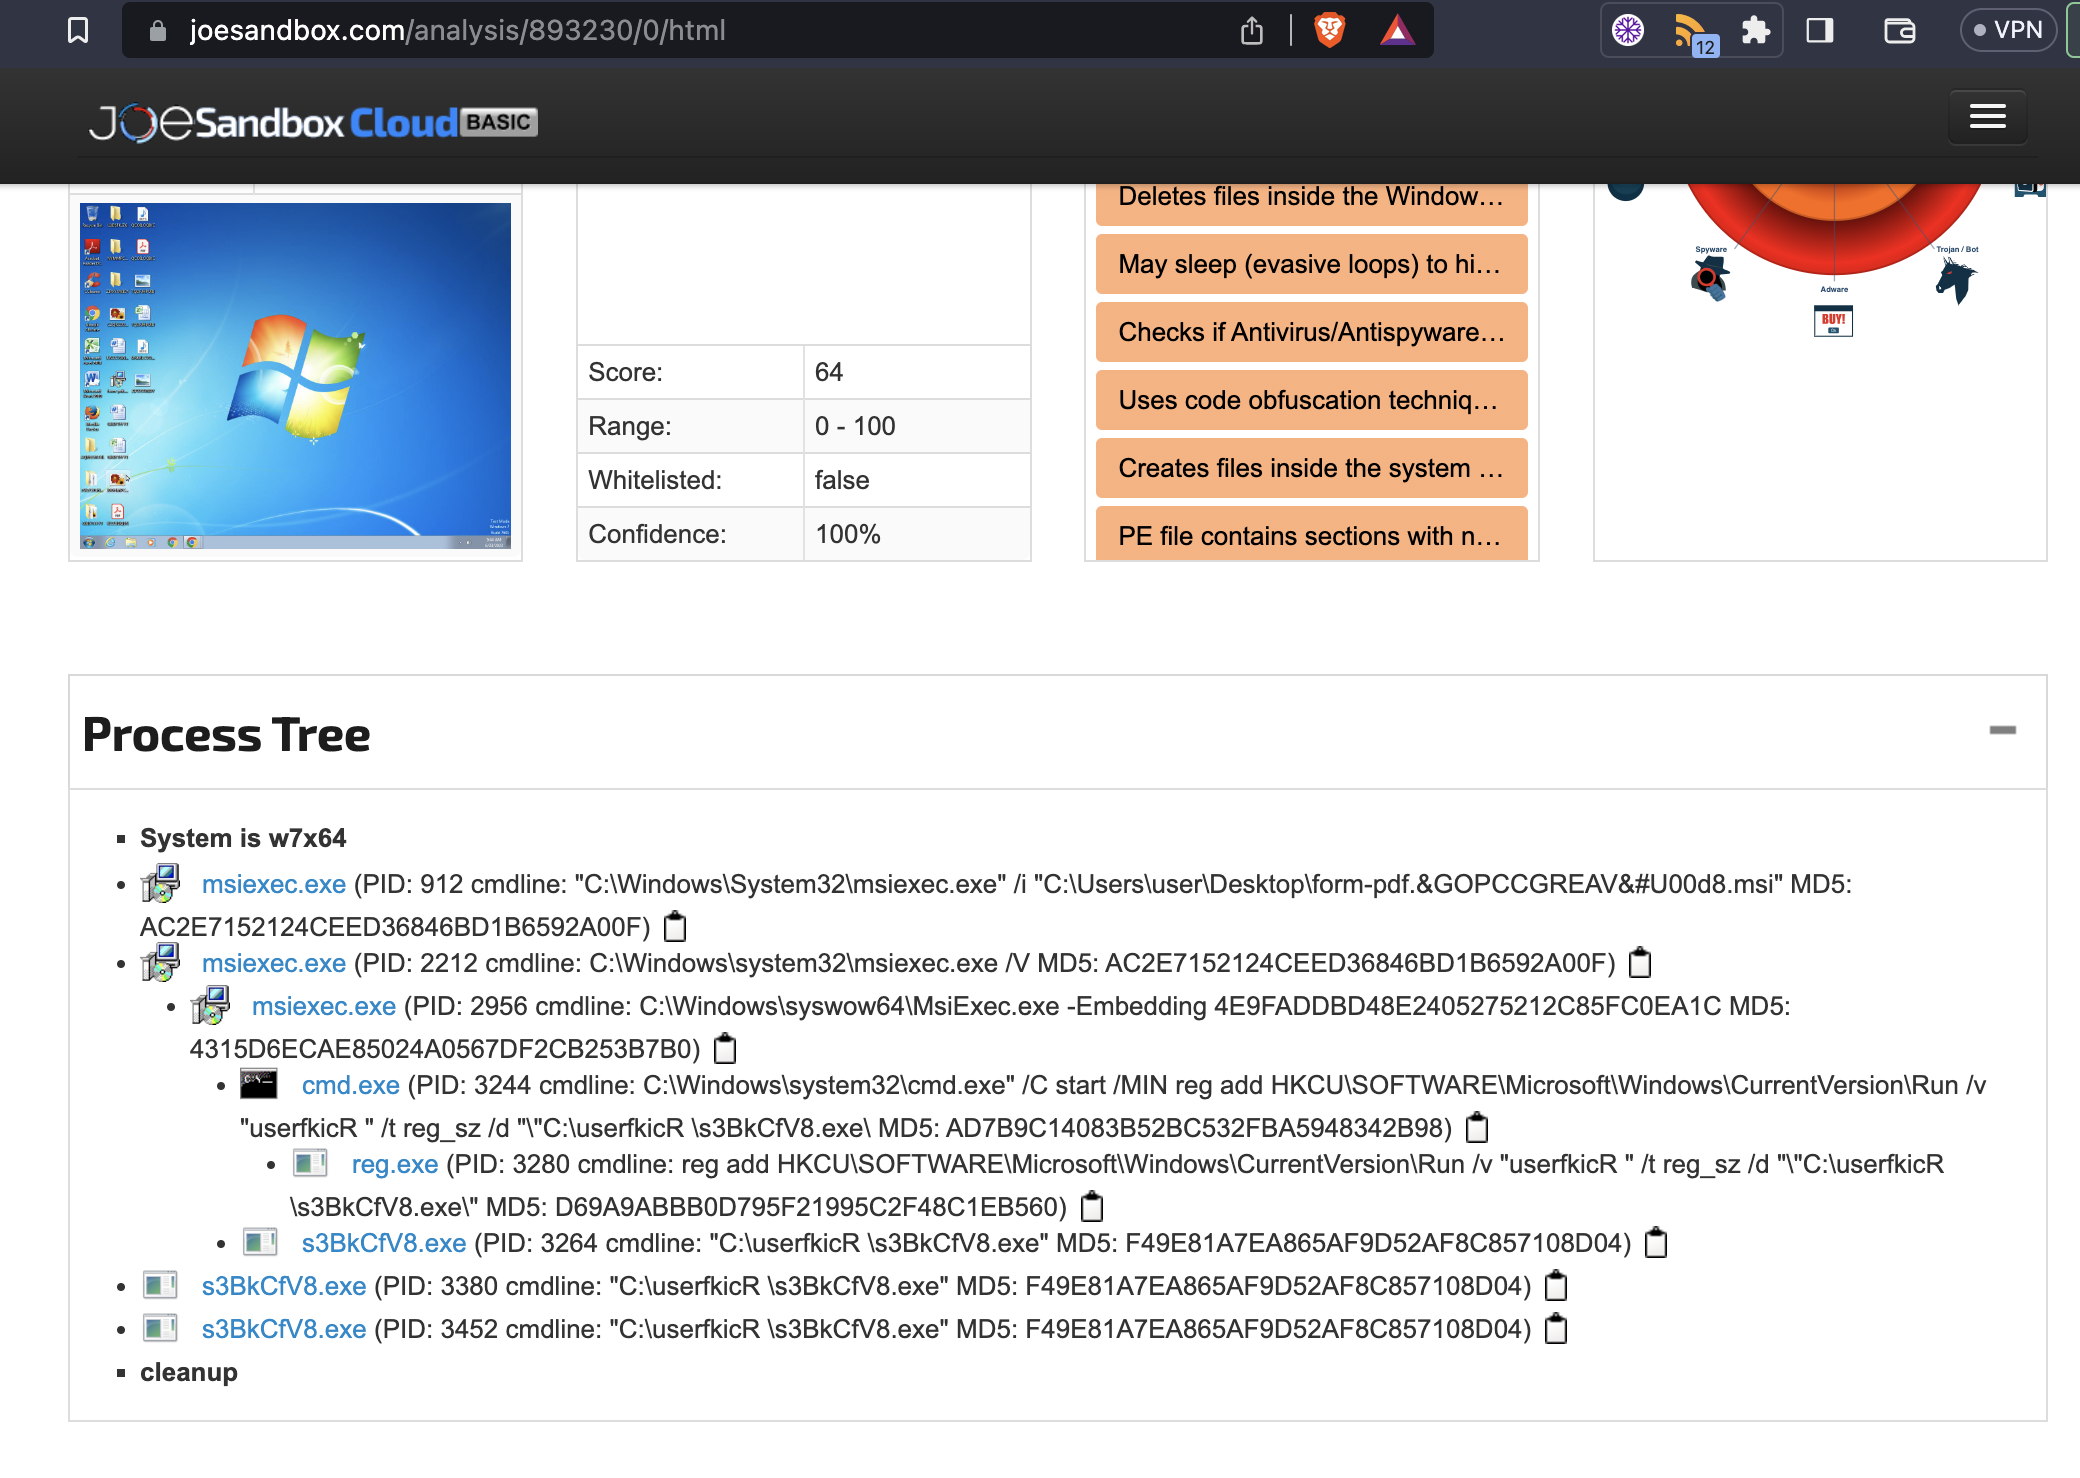 joesandbox.com/analysis/893230/0/html
12
VPN
JOeSandbox Cloud BASIC
Deletes files inside the Window...
May sleep (evasive loops) to hi...
Checks if Antivirus/Antispyware...
Uses code obfuscation techniq...
Creates files inside the system ...
PE file contains sections with n...
Score: 64
Range: 0 - 100
Whitelisted: false
Confidence: 100%
Spyware
Trojan / Bot
Adware
BUY!
Process Tree
System is w7x64
msiexec.exe (PID: 912 cmdline: "C:\Windows\System32\msiexec.exe" /i "C:\Users\user\Desktop\form-pdf.&GOPCCGREAV&#U00d8.msi" MD5:
AC2E7152124CEED36846BD1B6592A00F)
msiexec.exe (PID: 2212 cmdline: C:\Windows\system32\msiexec.exe /V MD5: AC2E7152124CEED36846BD1B6592A00F)
msiexec.exe (PID: 2956 cmdline: C:\Windows\syswow64\MsiExec.exe -Embedding 4E9FADDBD48E2405275212C85FC0EA1C MD5:
4315D6ECAE85024A0567DF2CB253B7B0)
cmd.exe (PID: 3244 cmdline: C:\Windows\system32\cmd.exe" /C start /MIN reg add HKCU\SOFTWARE\Microsoft\Windows\CurrentVersion\Run /v
"userfkicR " /t reg_sz /d "\"C:\userfkicR \s3BkCfV8.exe\ MD5: AD7B9C14083B52BC532FBA5948342B98)
reg.exe (PID: 3280 cmdline: reg add HKCU\SOFTWARE\Microsoft\Windows\CurrentVersion\Run /v "userfkicR " /t reg_sz /d "\"C:\userfkicR
\s3BkCfV8.exe\" MD5: D69A9ABBB0D795F21995C2F48C1EB560)
s3BkCfV8.exe (PID: 3264 cmdline: "C:\userfkicR \s3BkCfV8.exe" MD5: F49E81A7EA865AF9D52AF8C857108D04)
s3BkCfV8.exe (PID: 3380 cmdline: "C:\userfkicR \s3BkCfV8.exe" MD5: F49E81A7EA865AF9D52AF8C857108D04)
s3BkCfV8.exe (PID: 3452 cmdline: "C:\userfkicR \s3BkCfV8.exe" MD5: F49E81A7EA865AF9D52AF8C857108D04)
cleanup